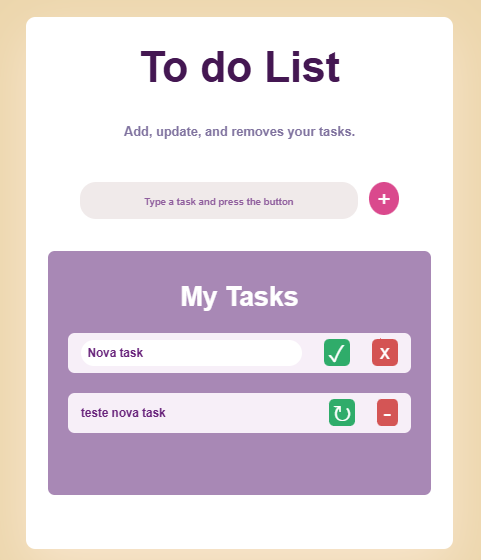 To do List
Add, update, and removes your tasks.
Type a task and press the button
+
My Tasks
Nova task ✓ X
teste nova task ↻ -